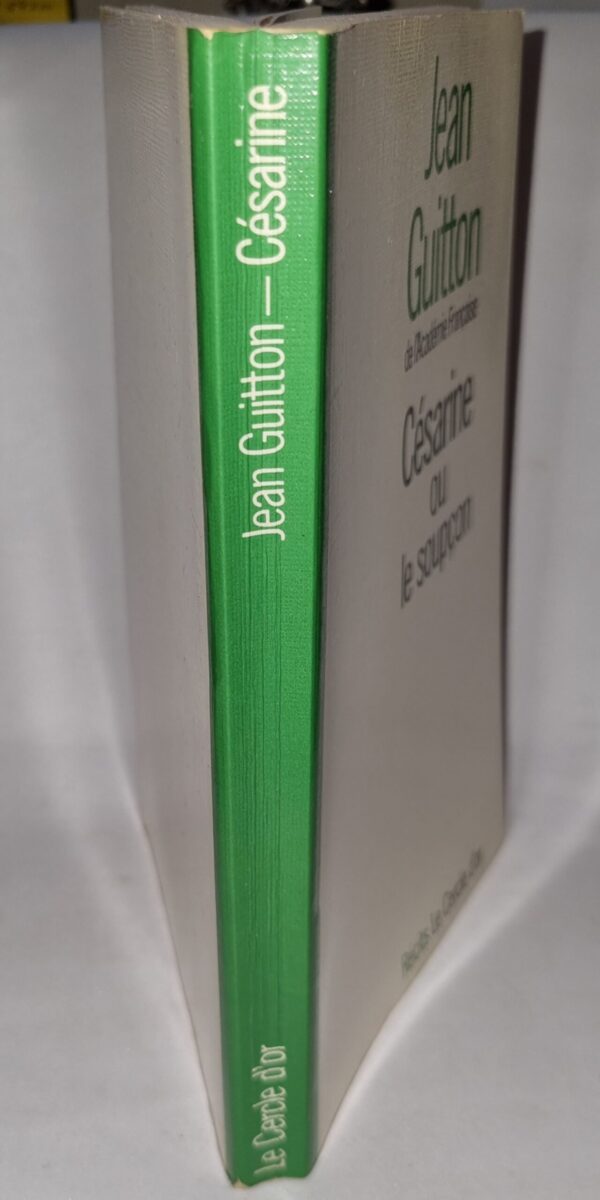 Jean Guitton — Césarine
Le Cercle d'or
Jean
Guitton
de l'Académie Française
Césarine
ou
le soupçon
Récits Le Cercle d'Or